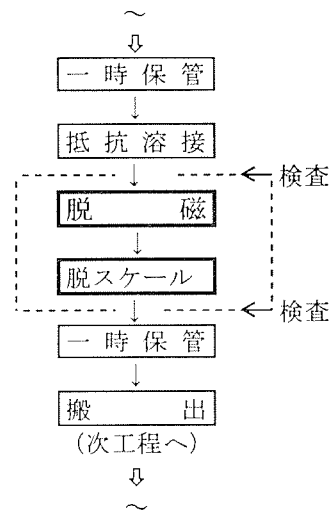 ～
⇩
一時保管
↓
抵抗溶接
↓ ← 検査
脱磁
↓
脱スケール
↓ ← 検査
一時保管
↓
搬出
(次工程へ)
⇩
～